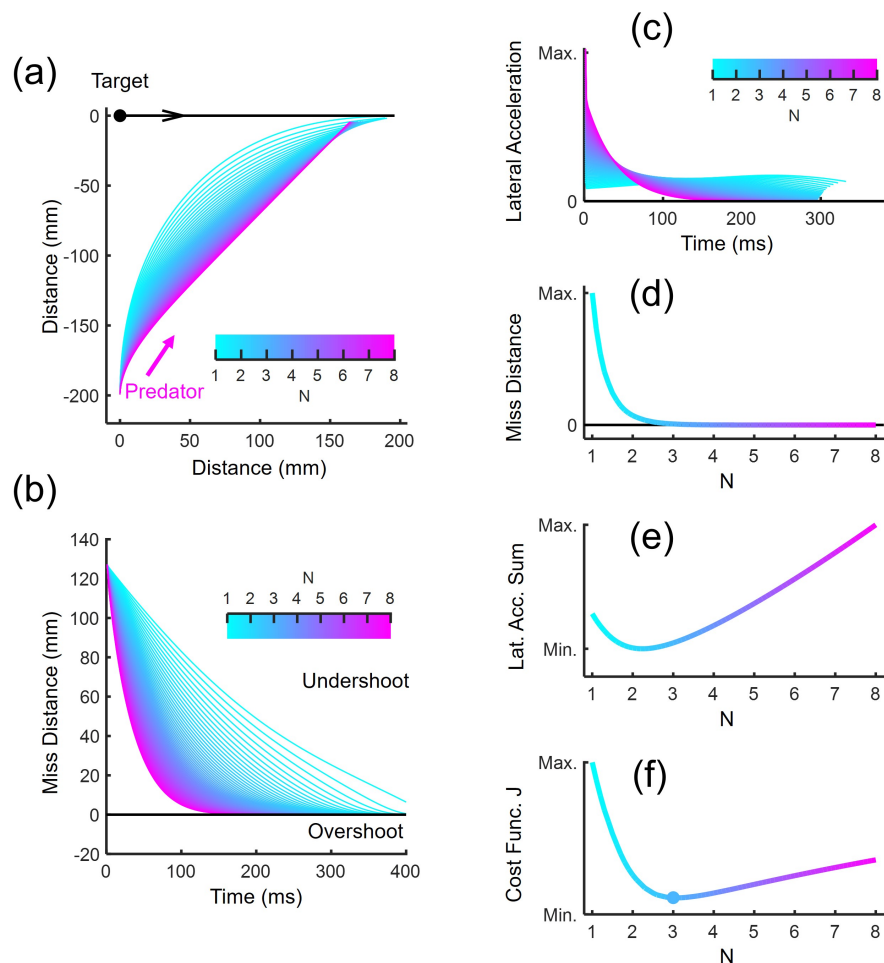 (a)
Target
0
-50
-100
-150
-200
Distance (mm)
Predator
1 2 3 4 5 6 7 8
N
0 50 100 150 200
Distance (mm)
(b)
140
120
100
80
60
40
20
0
-20
Miss Distance (mm)
N
1 2 3 4 5 6 7 8
Undershoot
Overshoot
0 100 200 300 400
Time (ms)
(c)
Max.
0
Lateral Acceleration
1 2 3 4 5 6 7 8
N
0 100 200 300
Time (ms)
(d)
Max.
0
Miss Distance
1 2 3 4 5 6 7 8
N
(e)
Max.
Min.
Lat. Acc. Sum
1 2 3 4 5 6 7 8
N
(f)
Max.
Min.
Cost Func. J
1 2 3 4 5 6 7 8
N